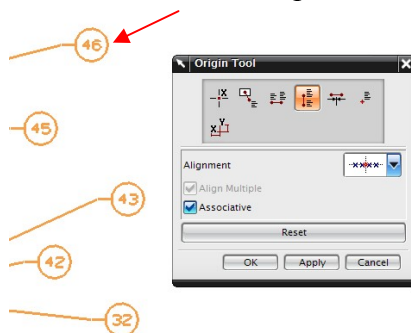 46
Origin Tool
X
X Y
45
Alignment
Align Multiple
Associative
43
Reset
42
OK Apply Cancel
32